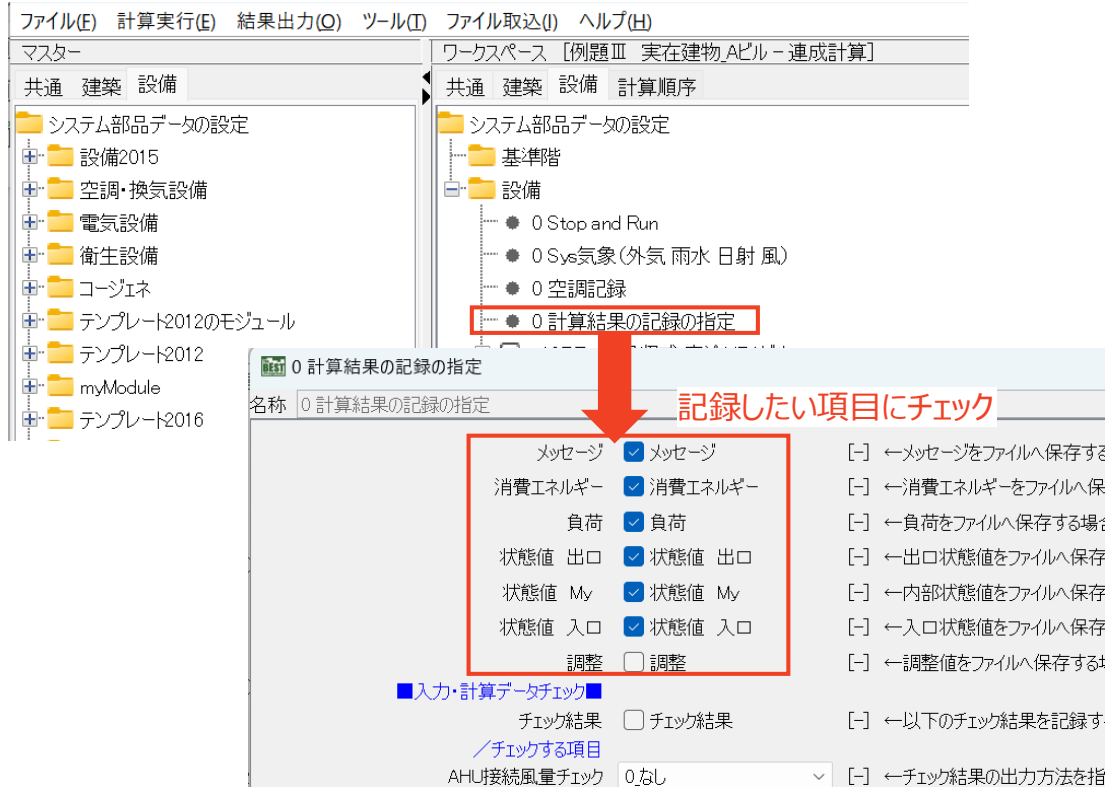 ファイル(F) 計算実行(E) 結果出力(O) ツール(T) ファイル取込(I) ヘルプ(H)
マスター
共通 建築 設備
システム部品データの設定
設備2015
空調・換気設備
電気設備
衛生設備
コージェネ
テンプレート2012のモジュール
テンプレート2012
myModule
テンプレート2016
ワークスペース [例題Ⅲ 実在建物_Aビル - 連成計算]
共通 建築 設備 計算順序
システム部品データの設定
基準階
設備
0 Stop and Run
0 Sys気象(外気 雨水 日射 風)
0 空調記録
0 計算結果の記録の指定
BEST 0 計算結果の記録の指定
名称 0 計算結果の記録の指定
記録したい項目にチェック
メッセージ メッセージ [-] ←メッセージをファイルへ保存する
消費エネルギー 消費エネルギー [-] ←消費エネルギーをファイルへ保
負荷 負荷 [-] ←負荷をファイルへ保存する場合
状態値 出口 状態値 出口 [-] ←出口状態値をファイルへ保存
状態値 My 状態値 My [-] ←内部状態値をファイルへ保存
状態値 入口 状態値 入口 [-] ←入口状態値をファイルへ保存
調整 調整 [-] ←調整値をファイルへ保存する
■入力・計算データチェック■
チェック結果 チェック結果 [-] ←以下のチェック結果を記録す
／チェックする項目
AHU接続風量チェック 0_なし [-] ←チェック結果の出力方法を指